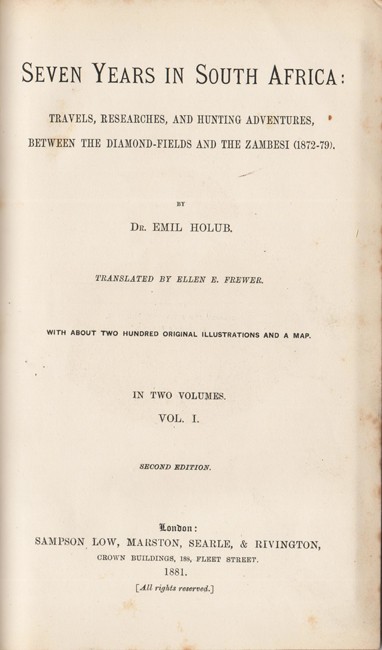 SEVEN YEARS IN SOUTH AFRICA:
TRAVELS, RESEARCHES, AND HUNTING ADVENTURES,
BETWEEN THE DIAMOND-FIELDS AND THE ZAMBESI (1872-79).
BY
DR. EMIL HOLUB.
TRANSLATED BY ELLEN E. FREWER.
WITH ABOUT TWO HUNDRED ORIGINAL ILLUSTRATIONS AND A MAP.
IN TWO VOLUMES.
VOL. I.
SECOND EDITION.
London:
SAMPSON LOW, MARSTON, SEARLE, & RIVINGTON,
CROWN BUILDINGS, 188, FLEET STREET.
1881.
[All rights reserved.]